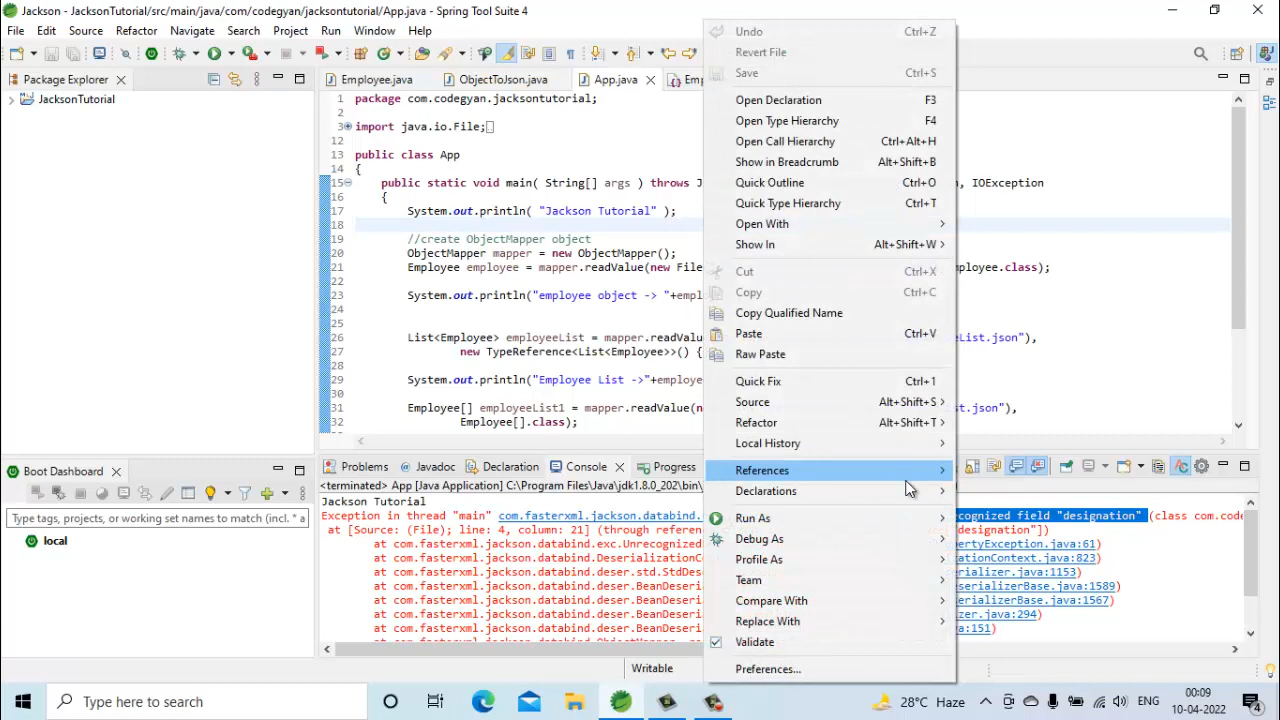 Jackson - JacksonTutorial/src/main/java/com/codegyan/jacksontutorial/App.java - Spring Tool Suite 4
File Edit Source Refactor Navigate Search Project Run Window Help
Package Explorer
JacksonTutorial
Employee.java ObjectToJson.java App.java Emp
1 package com.codegyan.jacksontutorial;
2
3 import java.io.File;
12
13 public class App
14 {
15 public static void main( String[] args ) throws J on, IOException
16 {
17 System.out.println( "Jackson Tutorial" );
18
19 //create ObjectMapper object
20 ObjectMapper mapper = new ObjectMapper();
21 Employee employee = mapper.readValue(new File ployee.class);
22
23 System.out.println("employee object -> "+empl
24
25
26 List<Employee> employeeList = mapper.readValu eList.json"),
27 new TypeReference<List<Employee>>() {
28
29 System.out.println("Employee List ->"+employe
30
31 Employee[] employeeList1 = mapper.readValue(n st.json"),
32 Employee[].class);
Undo Ctrl+Z
Revert File
Save Ctrl+S
Open Declaration F3
Open Type Hierarchy F4
Open Call Hierarchy Ctrl+Alt+H
Show in Breadcrumb Alt+Shift+B
Quick Outline Ctrl+O
Quick Type Hierarchy Ctrl+T
Open With
Show In Alt+Shift+W
Cut Ctrl+X
Copy Ctrl+C
Copy Qualified Name
Paste Ctrl+V
Raw Paste
Quick Fix Ctrl+1
Source Alt+Shift+S
Refactor Alt+Shift+T
Local History
References
Declarations
Run As
Debug As
Profile As
Team
Compare With
Replace With
Validate
Preferences...
Boot Dashboard
Type tags, projects, or working set names to match (incl. * a
local
Problems Javadoc Declaration Console Progress
<terminated> App [Java Application] C:\Program Files\Java\jdk1.8.0_202\bin\
Jackson Tutorial
Exception in thread "main" com.fasterxml.jackson.databind. ecognized field "designation" (class com.code
at [Source: (File); line: 4, column: 21] (through referen designation"])
at com.fasterxml.jackson.databind.exc.Unrecognized pertyException.java:61)
at com.fasterxml.jackson.databind.DeserializationC ationContext.java:823)
at com.fasterxml.jackson.databind.deser.std.StdDes erializer.java:1153)
at com.fasterxml.jackson.databind.deser.BeanDeseri eserializerBase.java:1589)
at com.fasterxml.jackson.databind.deser.BeanDeseri erializerBase.java:1567)
at com.fasterxml.jackson.databind.deser.BeanDeseri zer.java:294)
at com.fasterxml.jackson.databind.deser.BeanDeseri a:151)
Writable
Type here to search
28°C Haze
ENG
00:09
10-04-2022
4